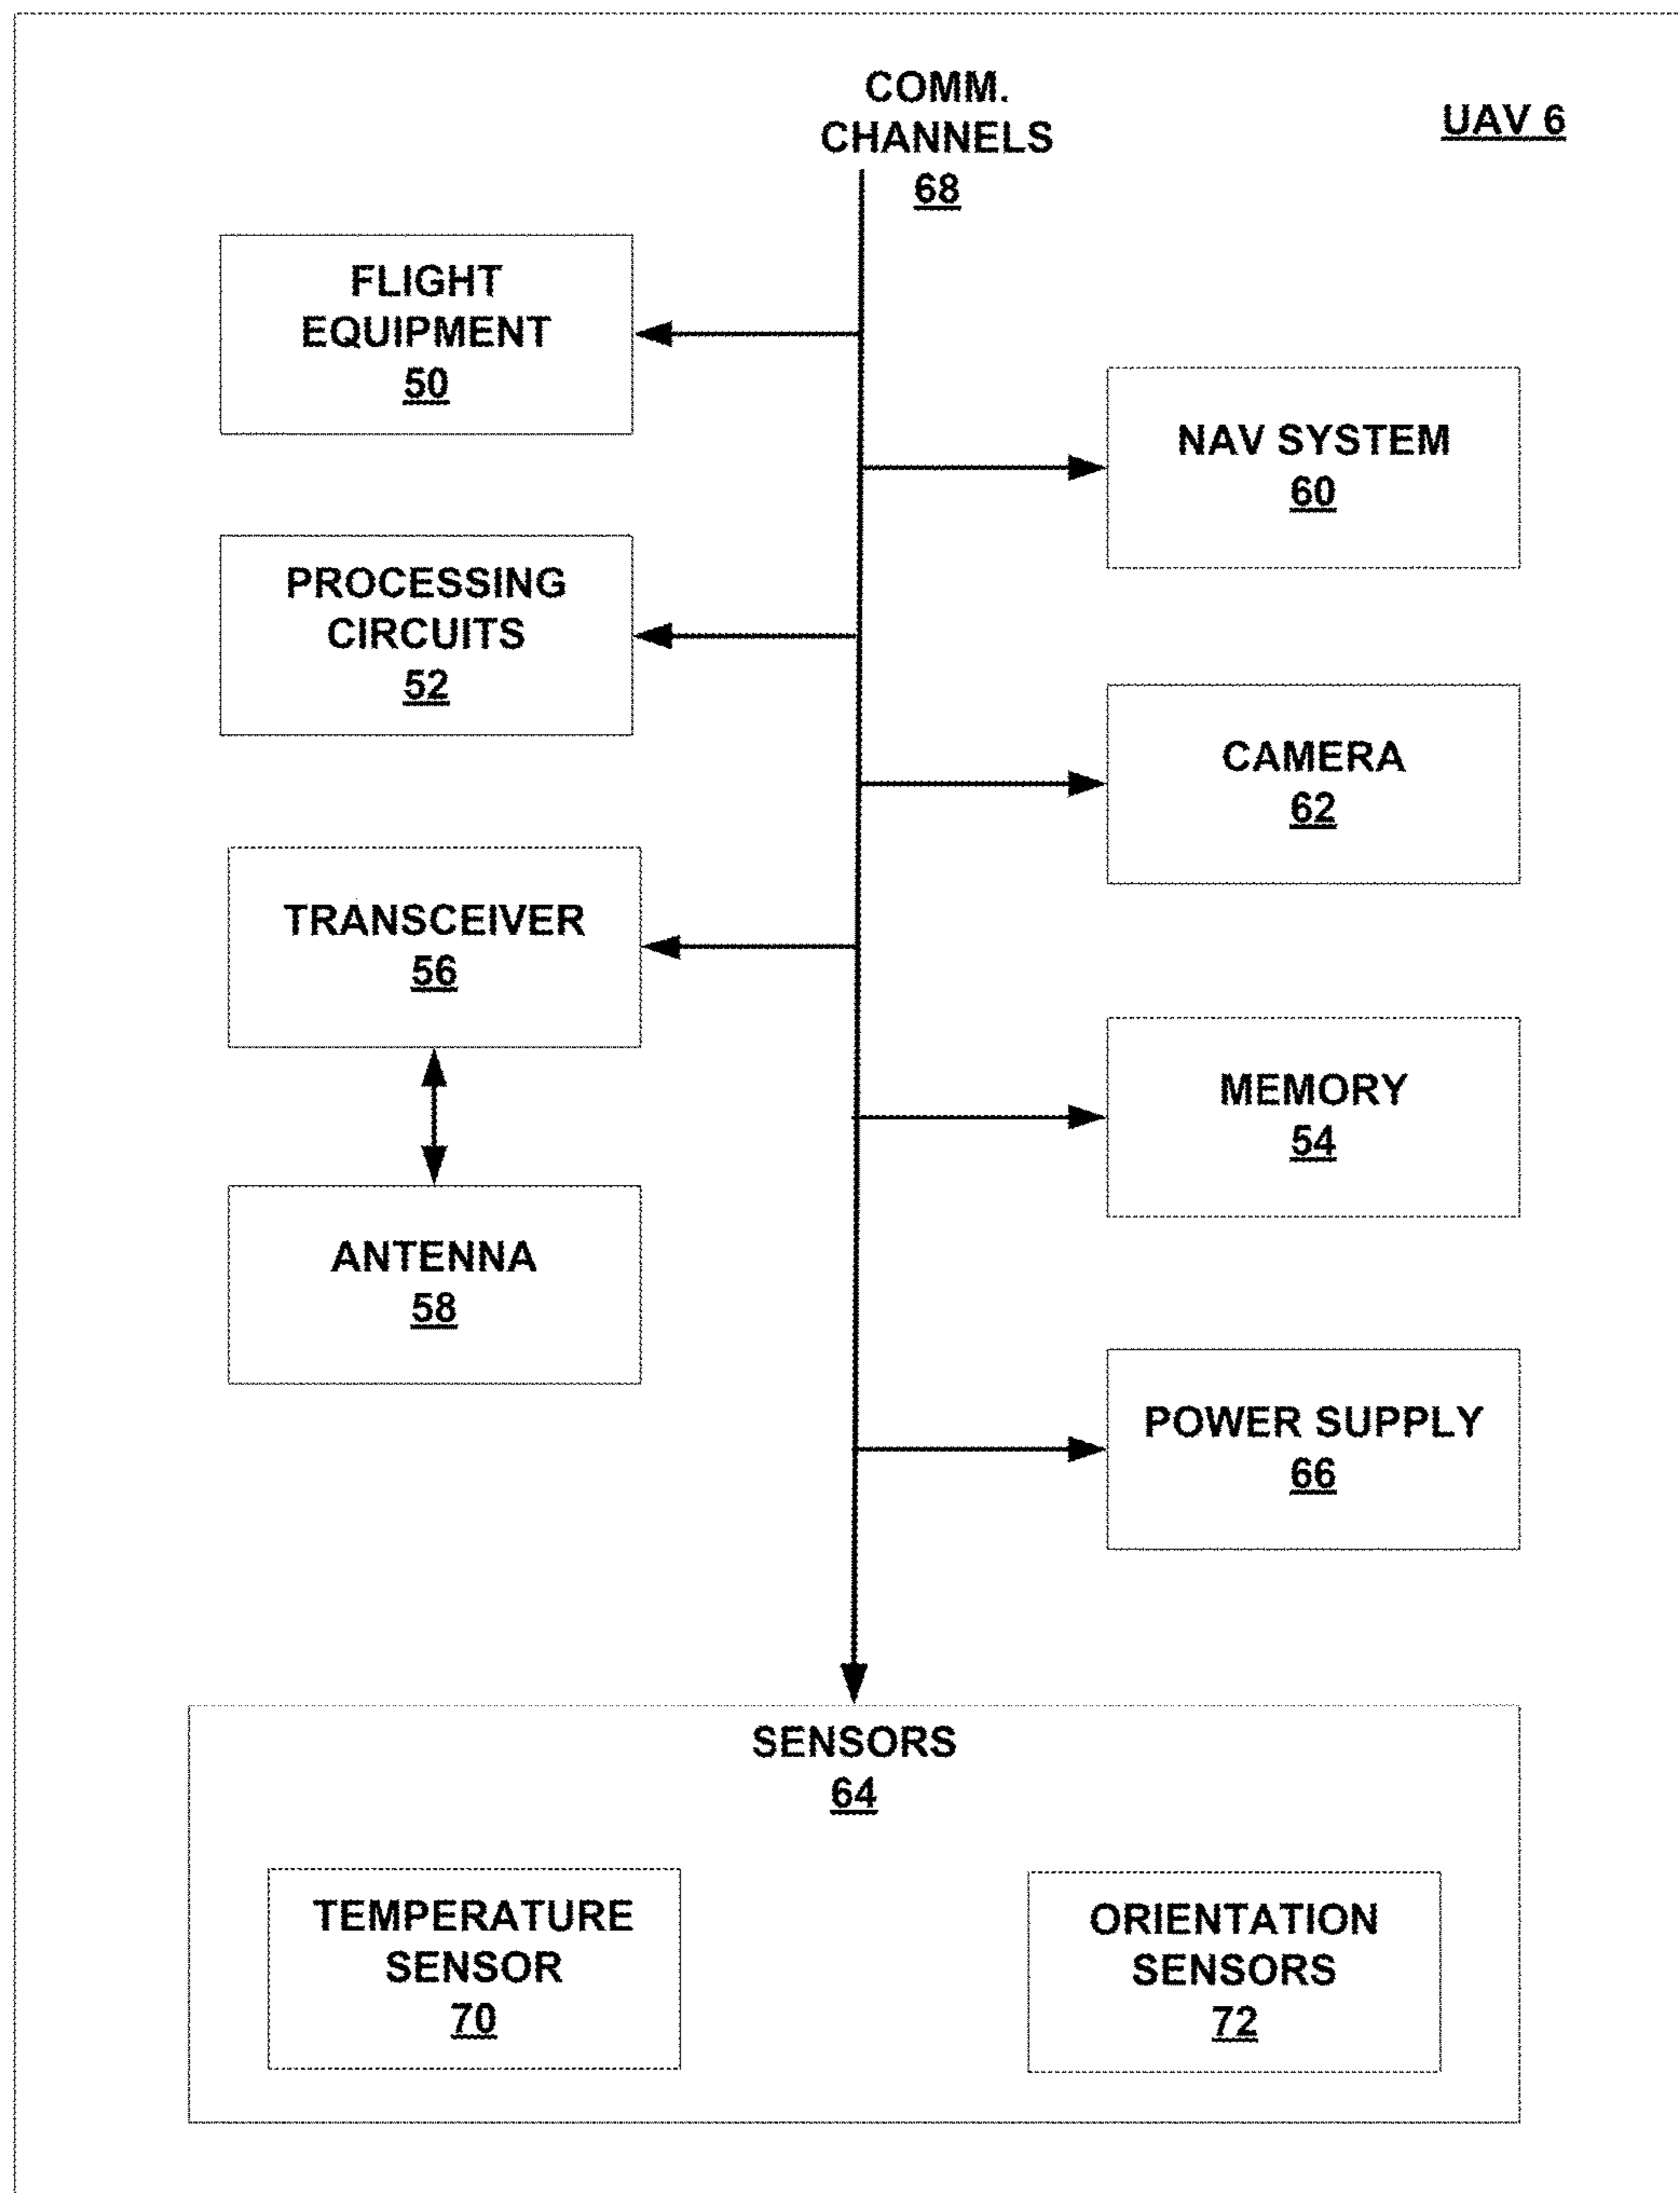 COMM.
CHANNELS
68
UAV 6
FLIGHT
EQUIPMENT
50
NAV SYSTEM
60
PROCESSING
CIRCUITS
52
CAMERA
62
TRANSCEIVER
56
MEMORY
54
ANTENNA
58
POWER SUPPLY
66
SENSORS
64
TEMPERATURE
SENSOR
70
ORIENTATION
SENSORS
72